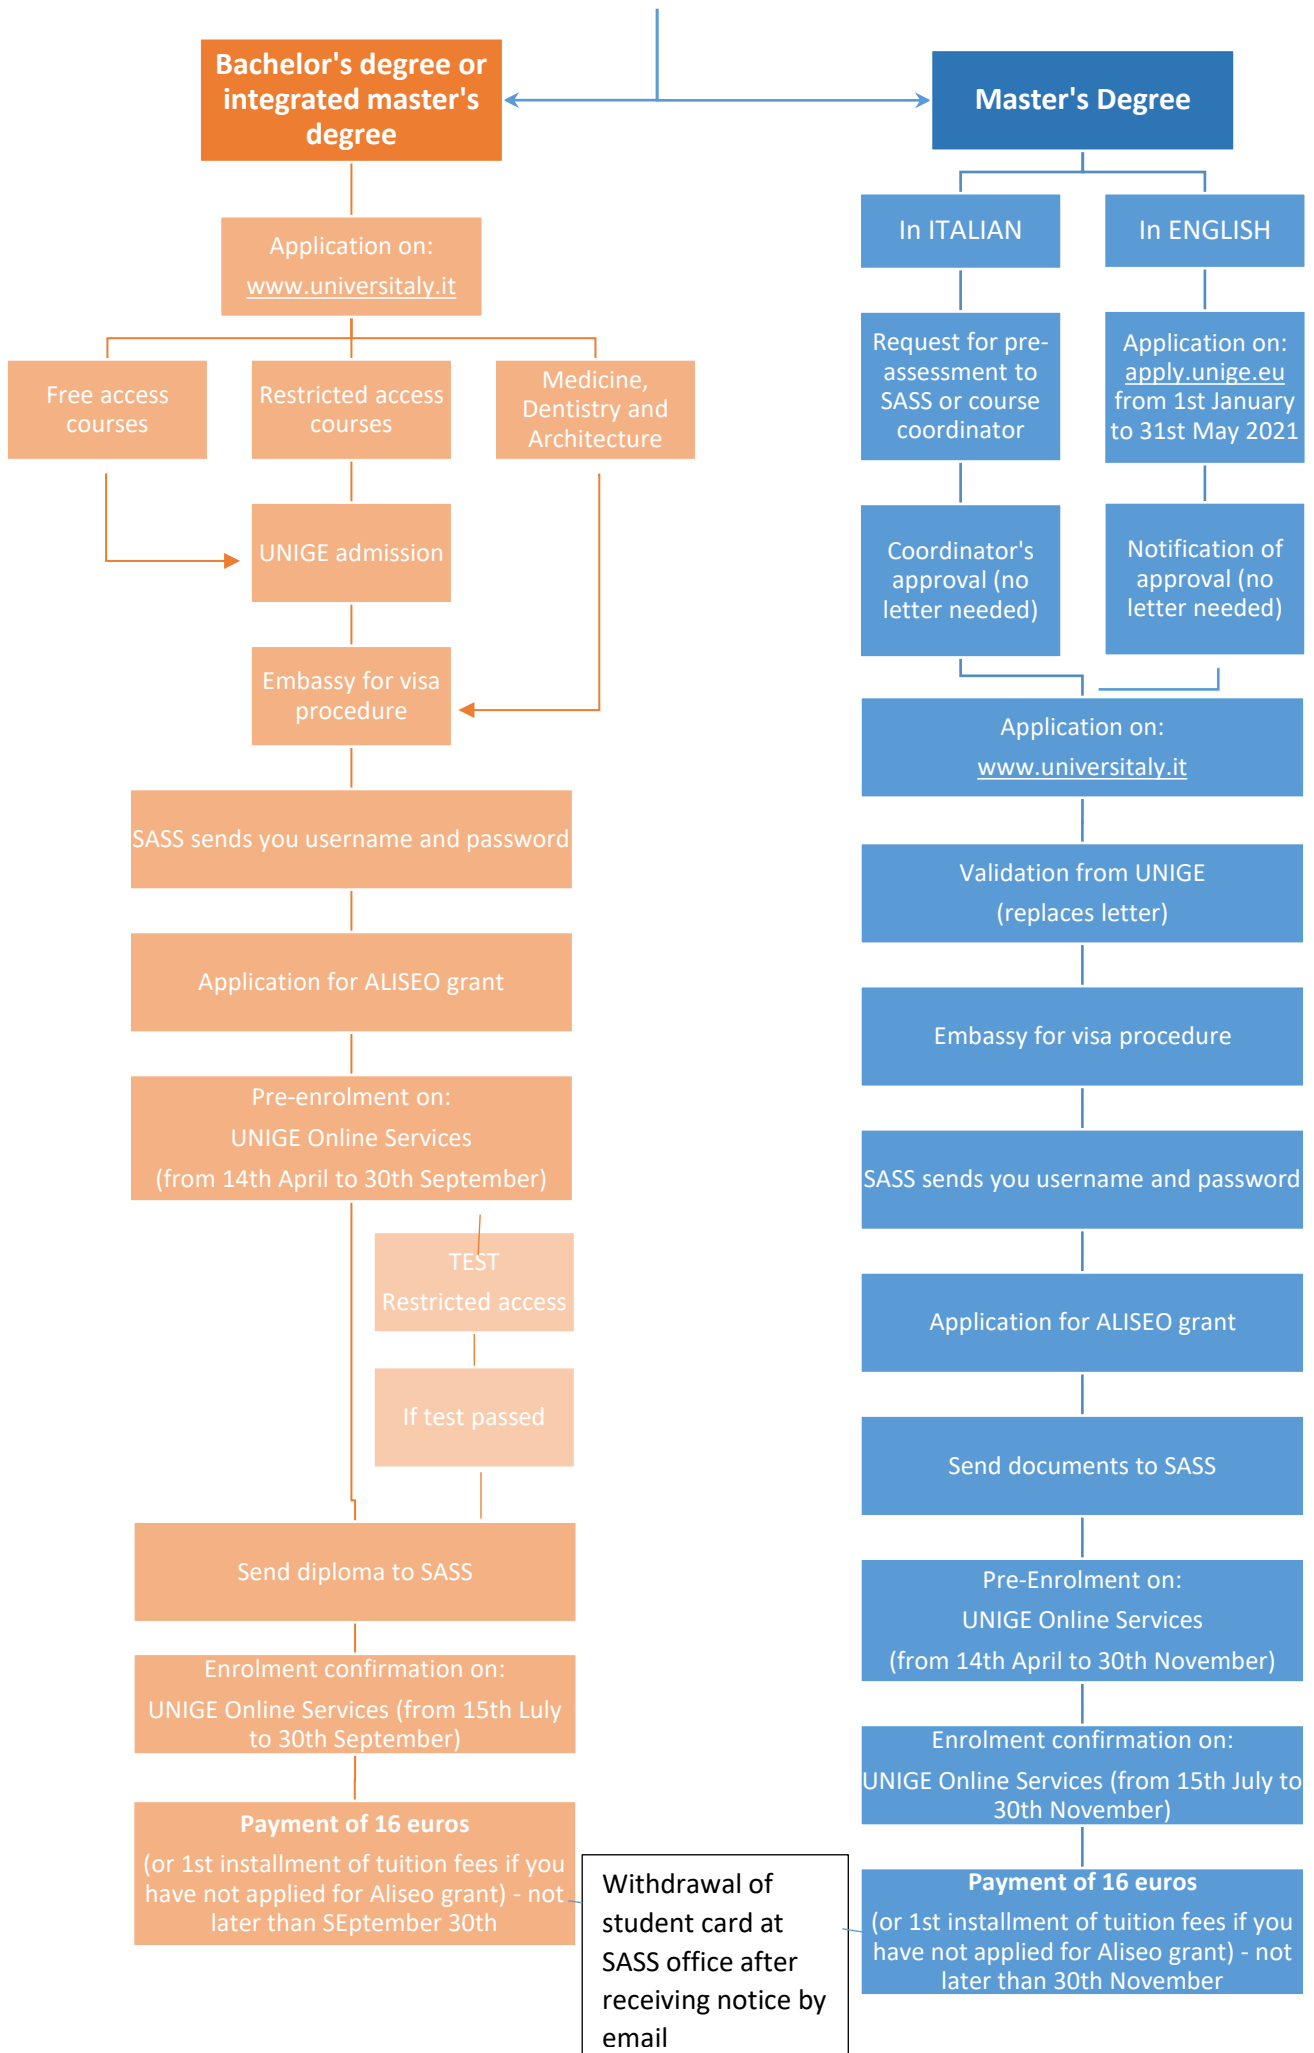 Bachelor's degree or
integrated master's
degree
Application on:
www.universitaly.it
Free access
courses
Restricted access
courses
Medicine,
Dentistry and
Architecture
UNIGE admission
Embassy for visa
procedure
SASS sends you username and password
Application for ALISEO grant
Pre-enrolment on:
UNIGE Online Services
(from 14th April to 30th September)
TEST
Restricted access
If test passed
Send diploma to SASS
Enrolment confirmation on:
UNIGE Online Services (from 15th Luly
to 30th September)
Payment of 16 euros
(or 1st installment of tuition fees if you
have not applied for Aliseo grant) - not
later than SEptember 30th
Master's Degree
In ITALIAN
In ENGLISH
Request for pre-
assessment to
SASS or course
coordinator
Application on:
apply.unige.eu
from 1st January
to 31st May 2021
Coordinator's
approval (no
letter needed)
Notification of
approval (no
letter needed)
Application on:
www.universitaly.it
Validation from UNIGE
(replaces letter)
Embassy for visa procedure
SASS sends you username and password
Application for ALISEO grant
Send documents to SASS
Pre-Enrolment on:
UNIGE Online Services
(from 14th April to 30th November)
Enrolment confirmation on:
UNIGE Online Services (from 15th July to
30th November)
Payment of 16 euros
(or 1st installment of tuition fees if you
have not applied for Aliseo grant) - not
later than 30th November
Withdrawal of
student card at
SASS office after
receiving notice by
email